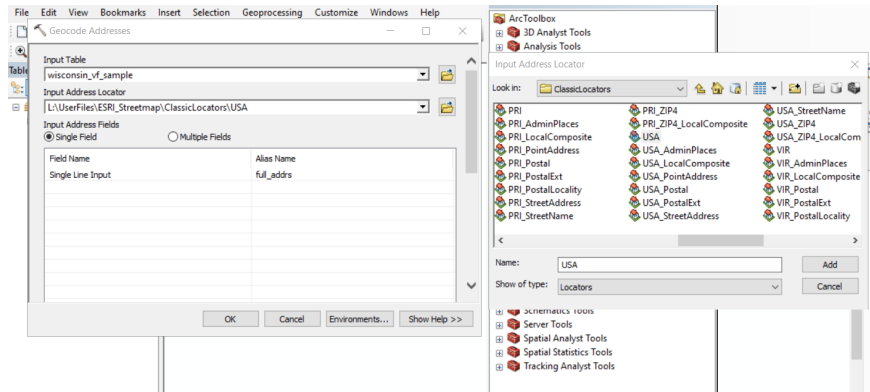 File Edit View Bookmarks Insert Selection Geoprocessing Customize Windows Help
Geocode Addresses
Table
Input Table
wisconsin_vf_sample
Input Address Locator
L:\UserFiles\ESRI_Streetmap\ClassicLocators\USA
Input Address Fields
Single Field Multiple Fields
Field Name Alias Name
Single Line Input full_addrs
OK Cancel Environments... Show Help >>
ArcToolbox
3D Analyst Tools
Analysis Tools
Input Address Locator
Look in: ClassicLocators
PRI PRI_ZIP4 USA_StreetName
PRI_AdminPlaces PRI_ZIP4_LocalComposite USA_ZIP4
PRI_LocalComposite USA USA_ZIP4_LocalCom
PRI_PointAddress USA_AdminPlaces VIR
PRI_Postal USA_LocalComposite VIR_AdminPlaces
PRI_PostalExt USA_PointAddress VIR_LocalComposite
PRI_PostalLocality USA_Postal VIR_Postal
PRI_StreetAddress USA_PostalExt VIR_PostalExt
PRI_StreetName USA_StreetAddress VIR_PostalLocality
Name: USA Add
Show of type: Locators Cancel
Schematics Tools
Server Tools
Spatial Analyst Tools
Spatial Statistics Tools
Tracking Analyst Tools